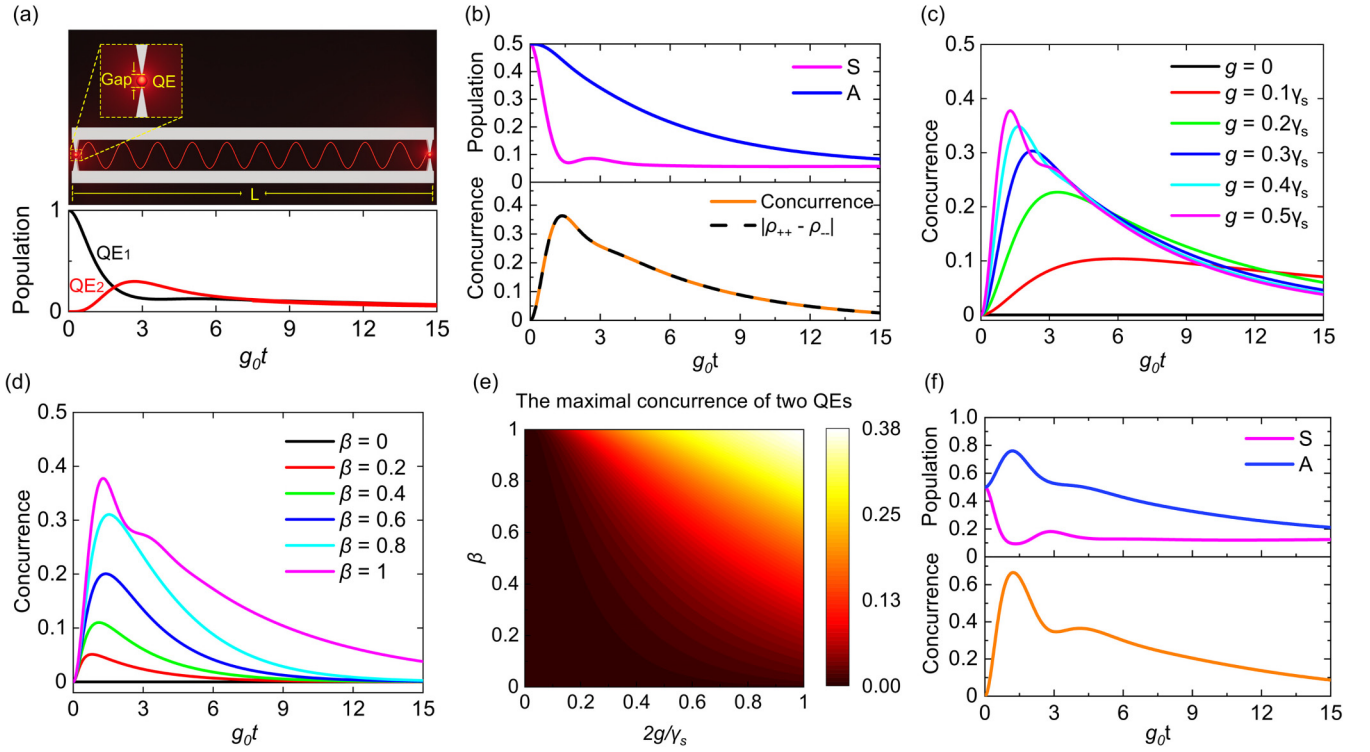 (a)
Gap
QE
L
Population
1
0
QE1
QE2
0 3 6 9 12 15
g0t
(b)
Population
0.5
0.4
0.3
0.2
0.1
0.0
S
A
Concurrence
0.4
0.3
0.2
0.1
0
Concurrence
|ρ++ - ρ--|
0 3 6 9 12 15
g0t
(c)
Concurrence
0.5
0.4
0.3
0.2
0.1
0
g = 0
g = 0.1γs
g = 0.2γs
g = 0.3γs
g = 0.4γs
g = 0.5γs
0 3 6 9 12 15
g0t
(d)
Concurrence
0.5
0.4
0.3
0.2
0.1
0
β = 0
β = 0.2
β = 0.4
β = 0.6
β = 0.8
β = 1
0 3 6 9 12 15
g0t
(e)
The maximal concurrence of two QEs
β
1
0.8
0.6
0.4
0.2
0
0 0.2 0.4 0.6 0.8 1
2g/γs
0.38
0.25
0.13
0.00
(f)
Population
1.0
0.8
0.6
0.4
0.2
0
S
A
Concurrence
0.6
0.4
0.2
0
0 3 6 9 12 15
g0t